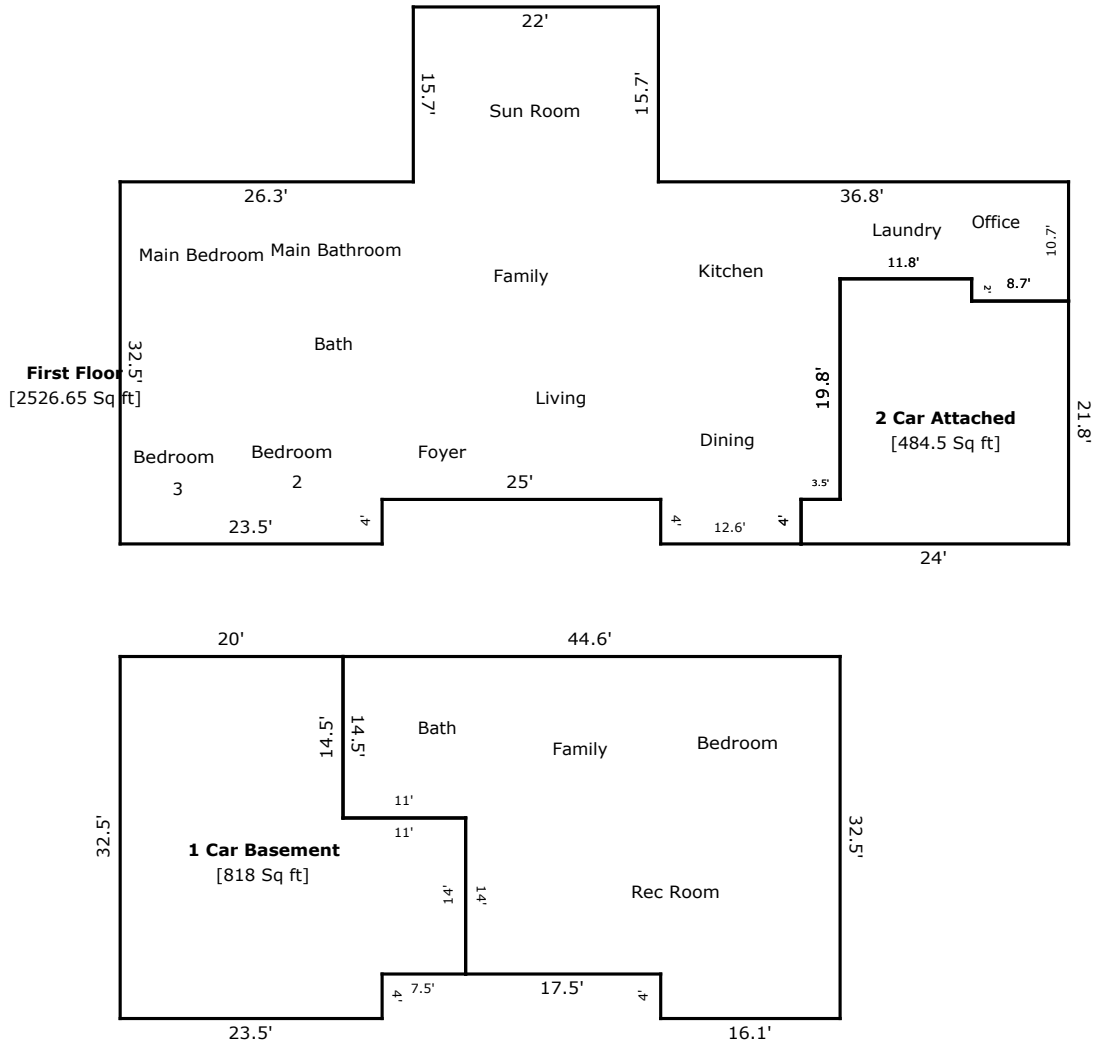 22'
15.7'
15.7'
Sun Room
26.3'
36.8'
Main Bedroom
Main Bathroom
Family
Kitchen
Laundry
Office
10.7'
11.8'
2'
8.7'
Bath
32.5'
First Floor
[2526.65 Sq ft]
Living
19.8'
2 Car Attached
[484.5 Sq ft]
21.8'
Bedroom
3
Bedroom
2
Foyer
Dining
25'
3.5'
23.5'
4'
4'
12.6'
4'
24'
20'
44.6'
14.5'
14.5'
Bath
Family
Bedroom
11'
11'
32.5'
32.5'
1 Car Basement
[818 Sq ft]
14'
14'
Rec Room
4'
7.5'
17.5'
4'
23.5'
16.1'